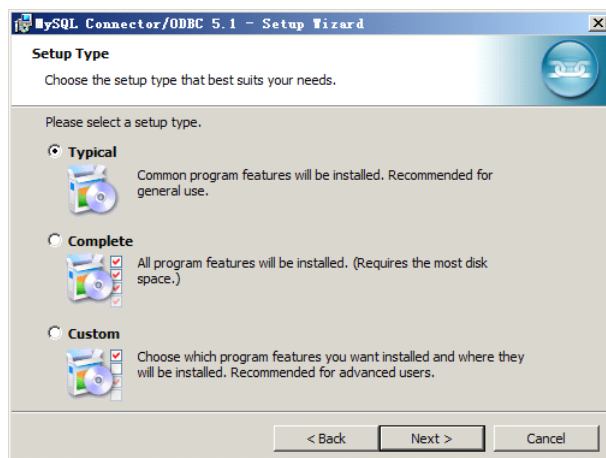 MySQL Connector/ODBC 5.1 - Setup Wizard
Setup Type
Choose the setup type that best suits your needs.
Please select a setup type.
Typical
Common program features will be installed. Recommended for
general use.
Complete
All program features will be installed. (Requires the most disk
space.)
Custom
Choose which program features you want installed and where they
will be installed. Recommended for advanced users.
< Back Next > Cancel